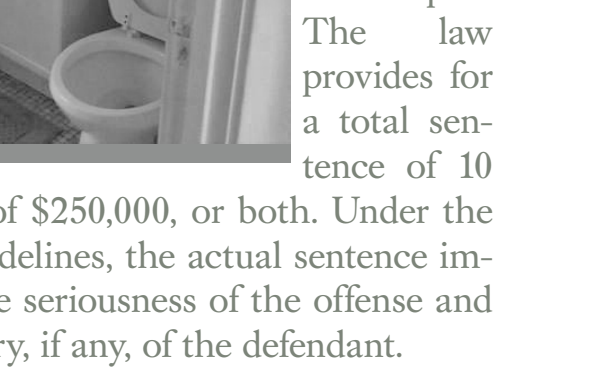 The law
provides for
a total sen-
tence of 10
of $250,000, or both. Under the
delines, the actual sentence im-
e seriousness of the offense and
ry, if any, of the defendant.